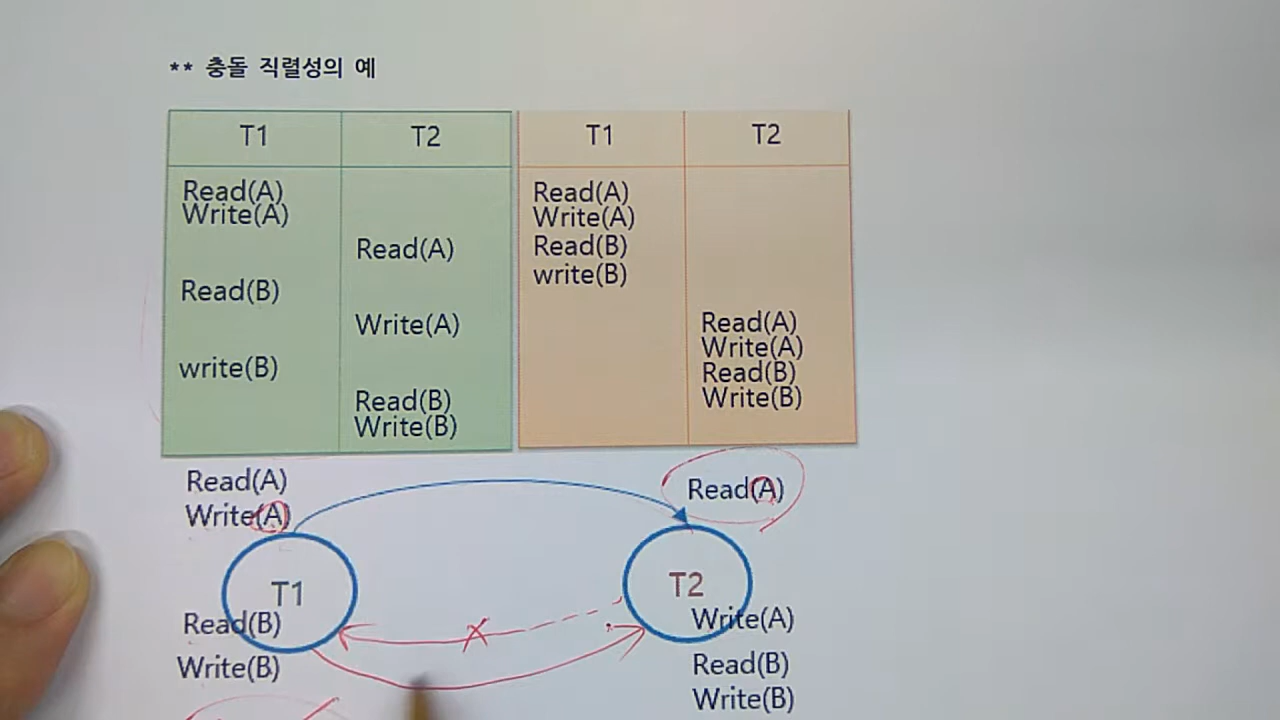 ** 충돌 직렬성의 예
T1 T2 T1 T2
Read(A)
Write(A)
Read(A)
Read(B)
Write(A)
write(B)
Read(B)
Write(B)
Read(A)
Write(A)
Read(B)
write(B)
Read(A)
Write(A)
Read(B)
Write(B)
Read(A)
Write(A)
Read(A)
T1
T2
Read(B)
Write(B)
Write(A)
Read(B)
Write(B)